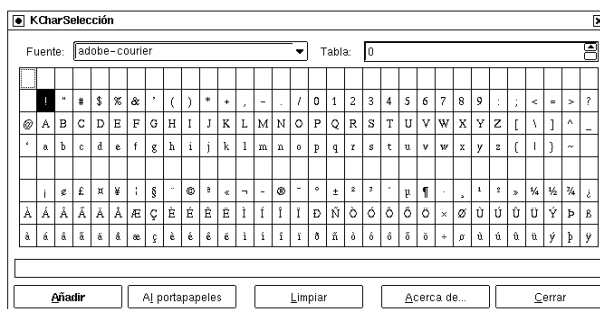 KCharSelección
Fuente: adobe-courier Tabla: 0
! " # $ % & ' ( ) * + , - . / 0 1 2 3 4 5 6 7 8 9 : ; < = > ?
@ A B C D E F G H I J K L M N O P Q R S T U V W X Y Z [ \ ] ^ _
‘ a b c d e f g h i j k l m n o p q r s t u v w x y z { | } ~
¡ ¢ £ ¤ ¥ ¦ § ¨ © ª « ¬ - ® ¯ ° ± ² ³ ´ µ ¶ · ¸ ¹ º » ¼ ½ ¾ ¿
À Á Â Ã Ä Å Æ Ç È É Ê Ë Ì Í Î Ï Ð Ñ Ò Ó Ô Õ Ö × Ø Ù Ú Û Ü Ý Þ ß
à á â ã ä å æ ç è é ê ë ì í î ï ð ñ ò ó ô õ ö ÷ ø ù ú û ü ý þ ÿ
Añadir Al portapapeles Limpiar Acerca de... Cerrar